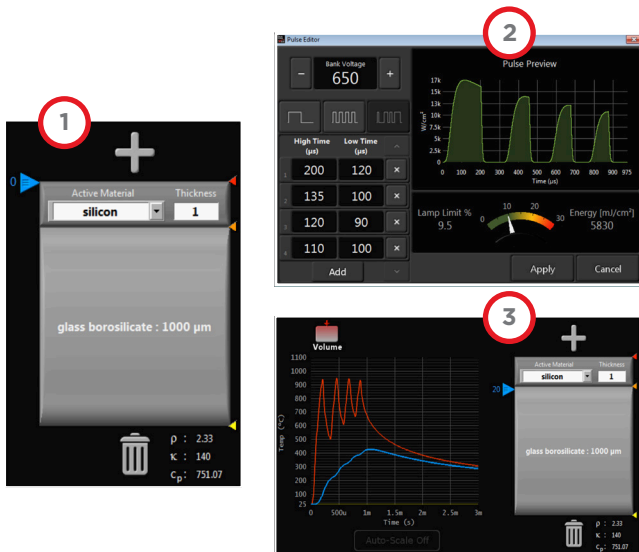 1
0
Active Material Thickness
silicon 1
glass borosilicate : 1000 µm
ρ : 2.33
κ : 140
cp: 751.07
2
Pulse Editor
Bank Voltage
650
High Time (µs) Low Time (µs)
1 200 120 ×
2 135 100 ×
3 120 90 ×
4 110 100 ×
Add
Pulse Preview
W/cm²
17k
15k
13k
10k
7.5k
5k
2.5k
0
0 100 200 300 400 500 600 700 800 900 975
Time (µs)
Lamp Limit %
9.5
0 10 20 30
Energy [mJ/cm²]
5830
Apply Cancel
3
Volume
Temp (°C)
1100
1000
900
800
700
600
500
400
300
200
100
25
0 500u 1m 1.5m 2m 2.5m 3m
Time (s)
Auto-Scale Off
Active Material Thickness
silicon 1
20
glass borosilicate : 1000 µm
ρ : 2.33
κ : 140
cp: 751.07